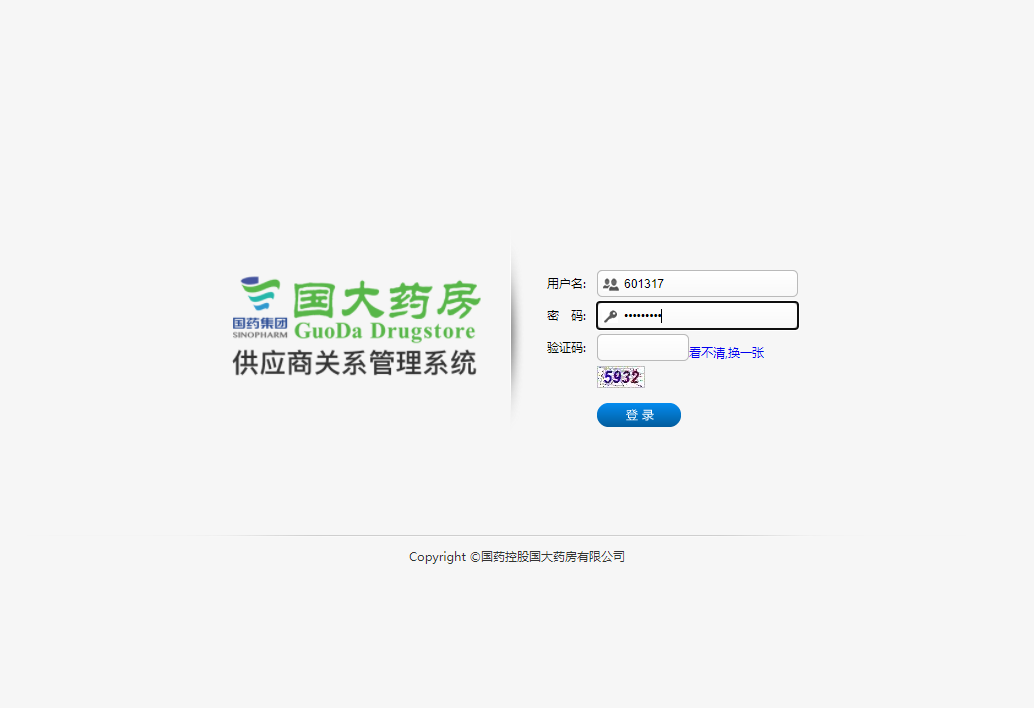 国药集团
SINOPHARM
国大药房
GuoDa Drugstore
供应商关系管理系统
用户名: 601317
密 码: •••••••••
验证码: 看不清,换一张
5932
登 录
Copyright ©国药控股国大药房有限公司